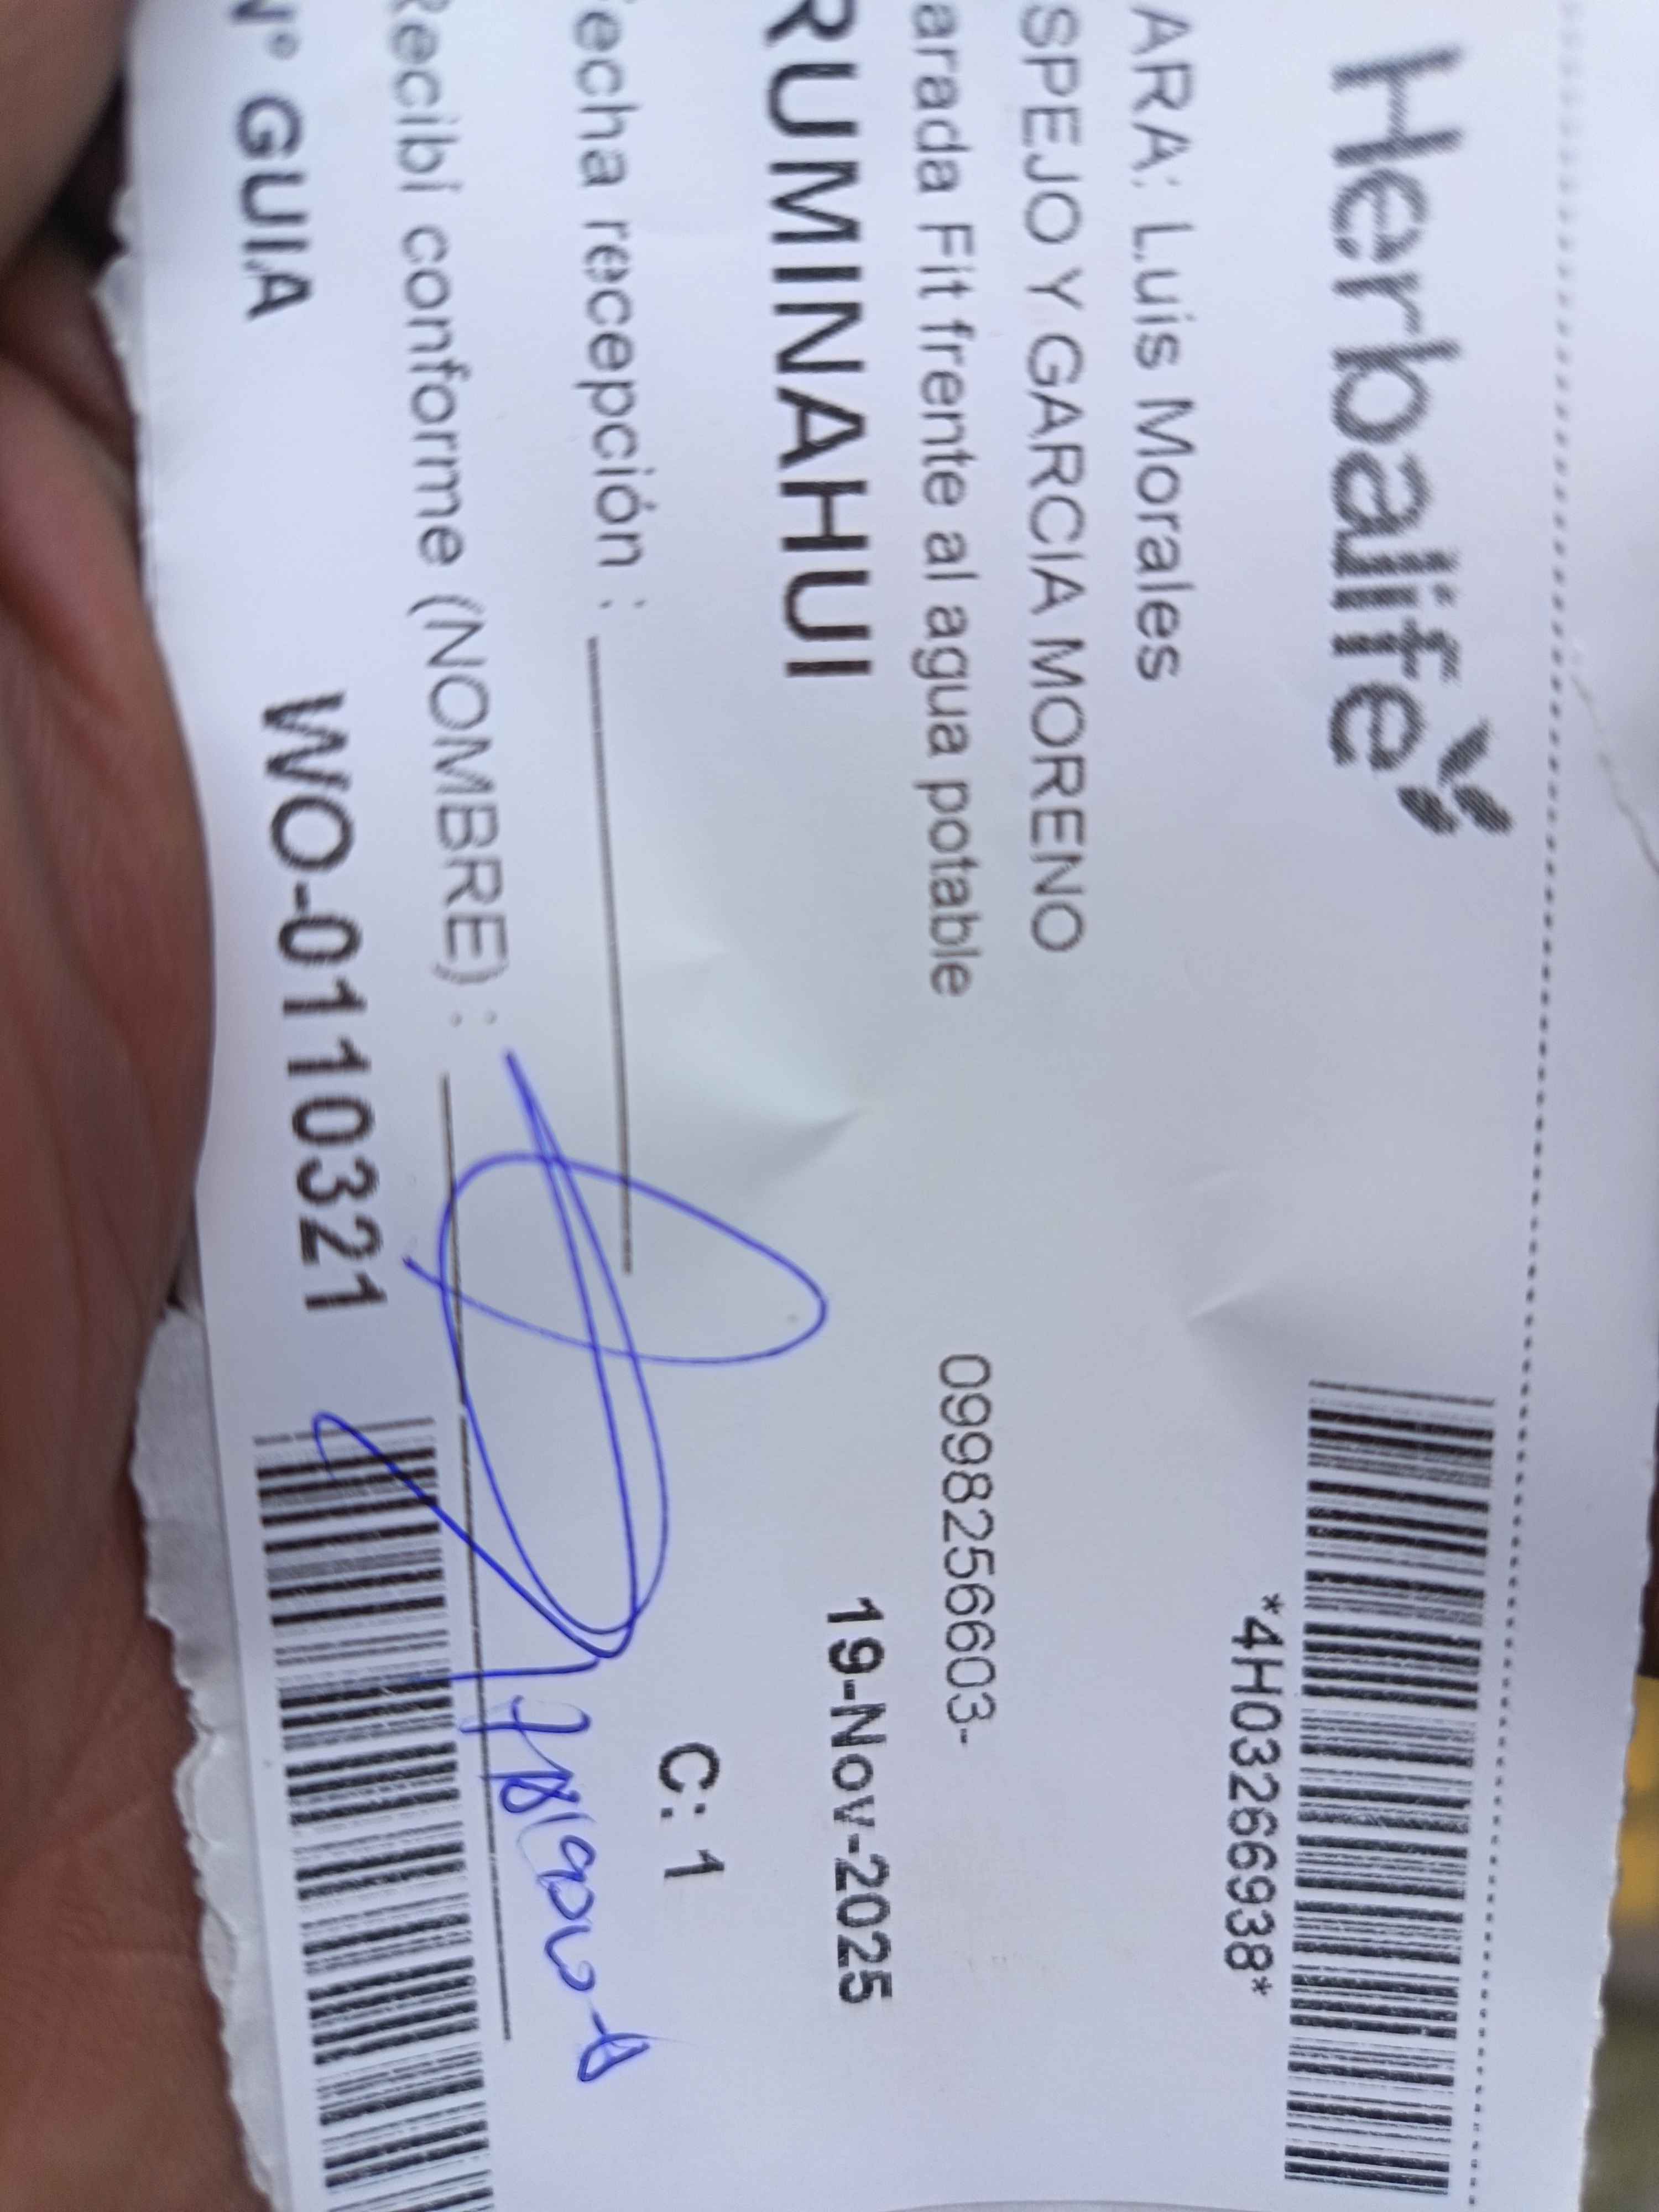 Herbalife
*4H03266938*
ARA: Luis Morales
SPEJO Y GARCIA MORENO
arada Fit frente al agua potable 0998256603-
RUMINAHUI 19-Nov-2025
echa recepción :
C: 1
Recibí conforme (NOMBRE) :
N° GUIA WO-0110321